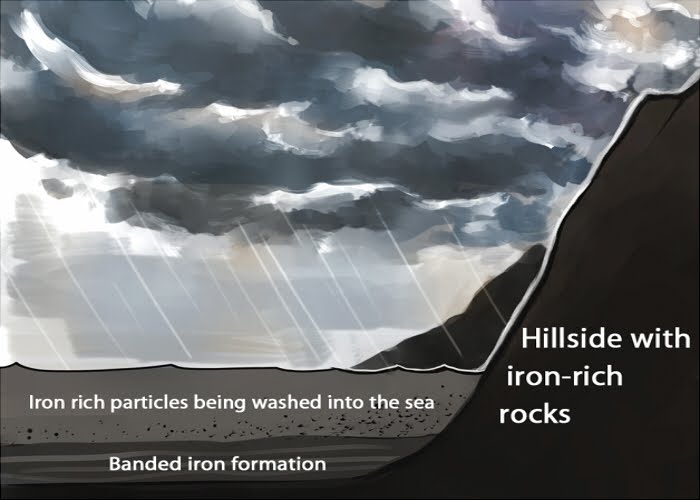 Hillside with
iron-rich
rocks
Iron rich particles being washed into the sea
Banded iron formation